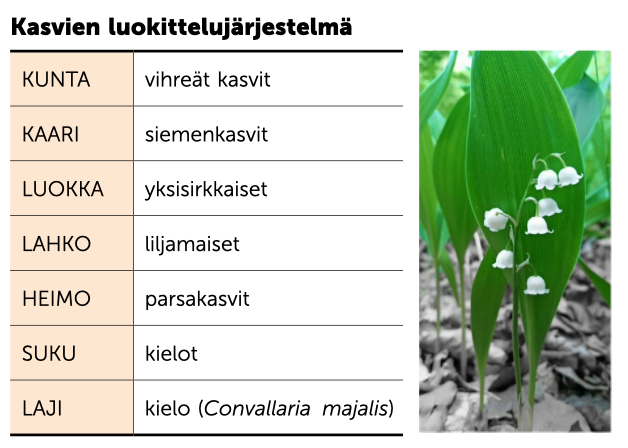 Kasvien luokittelujärjestelmä
KUNTA vihreät kasvit
KAARI siemenkasvit
LUOKKA yksisirkkaiset
LAHKO liljamaiset
HEIMO parsakasvit
SUKU kielot
LAJI kielo (Convallaria majalis)